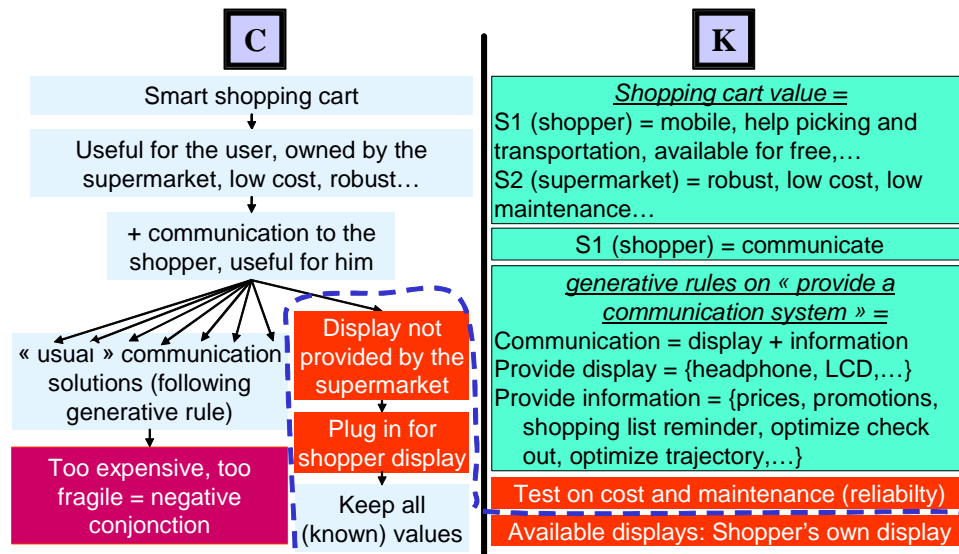 C
Smart shopping cart
Useful for the user, owned by the
supermarket, low cost, robust…
+ communication to the
shopper, useful for him
« usual » communication
solutions (following
generative rule)
Too expensive, too
fragile = negative
conjonction
Display not
provided by the
supermarket
Plug in for
shopper display
Keep all
(known) values
K
Shopping cart value =
S1 (shopper) = mobile, help picking and
transportation, available for free,…
S2 (supermarket) = robust, low cost, low
maintenance…
S1 (shopper) = communicate
generative rules on « provide a
communication system » =
Communication = display + information
Provide display = {headphone, LCD,…}
Provide information = {prices, promotions,
shopping list reminder, optimize check
out, optimize trajectory,…}
Test on cost and maintenance (reliabilty)
Available displays: Shopper’s own display